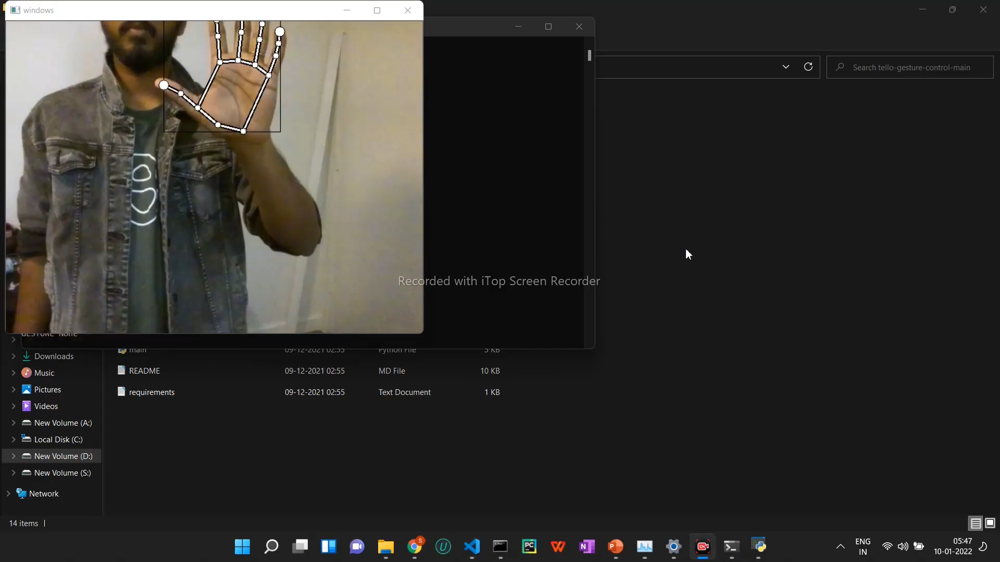 windows
Search tello-gesture-control-main
Recorded with iTop Screen Recorder
GESTURE None
main 09-12-2021 02:55 Python File 5 KB
Downloads
README 09-12-2021 02:55 MD File 10 KB
Music
Pictures
requirements 09-12-2021 02:55 Text Document 1 KB
Videos
New Volume (A:)
Local Disk (C:)
New Volume (D:)
New Volume (S:)
Network
14 items
ENG
IN
05:47
10-01-2022